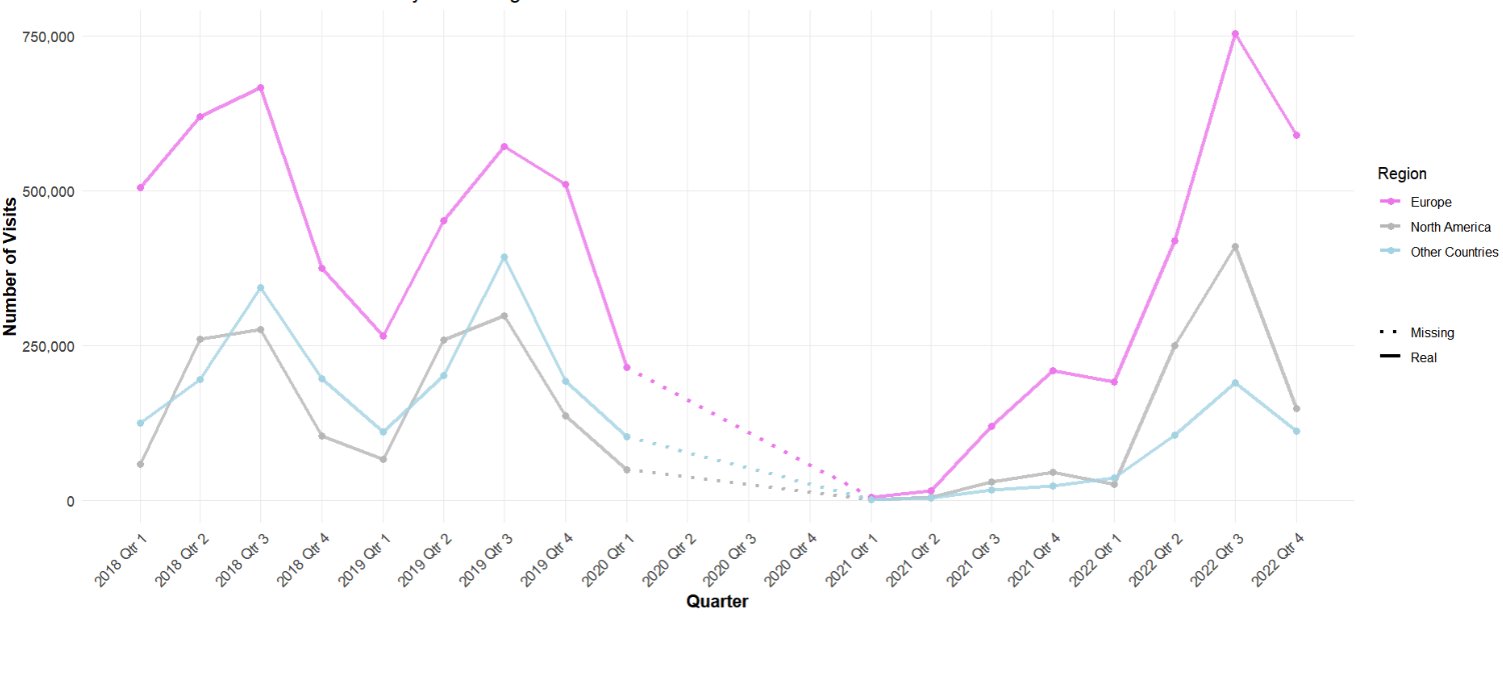 750,000
500,000
250,000
0
Number of Visits
2018 Qtr 1
2018 Qtr 2
2018 Qtr 3
2018 Qtr 4
2019 Qtr 1
2019 Qtr 2
2019 Qtr 3
2019 Qtr 4
2020 Qtr 1
2020 Qtr 2
2020 Qtr 3
2020 Qtr 4
2021 Qtr 1
2021 Qtr 2
2021 Qtr 3
2021 Qtr 4
2022 Qtr 1
2022 Qtr 2
2022 Qtr 3
2022 Qtr 4
Quarter
Region
Europe
North America
Other Countries
Missing
Real